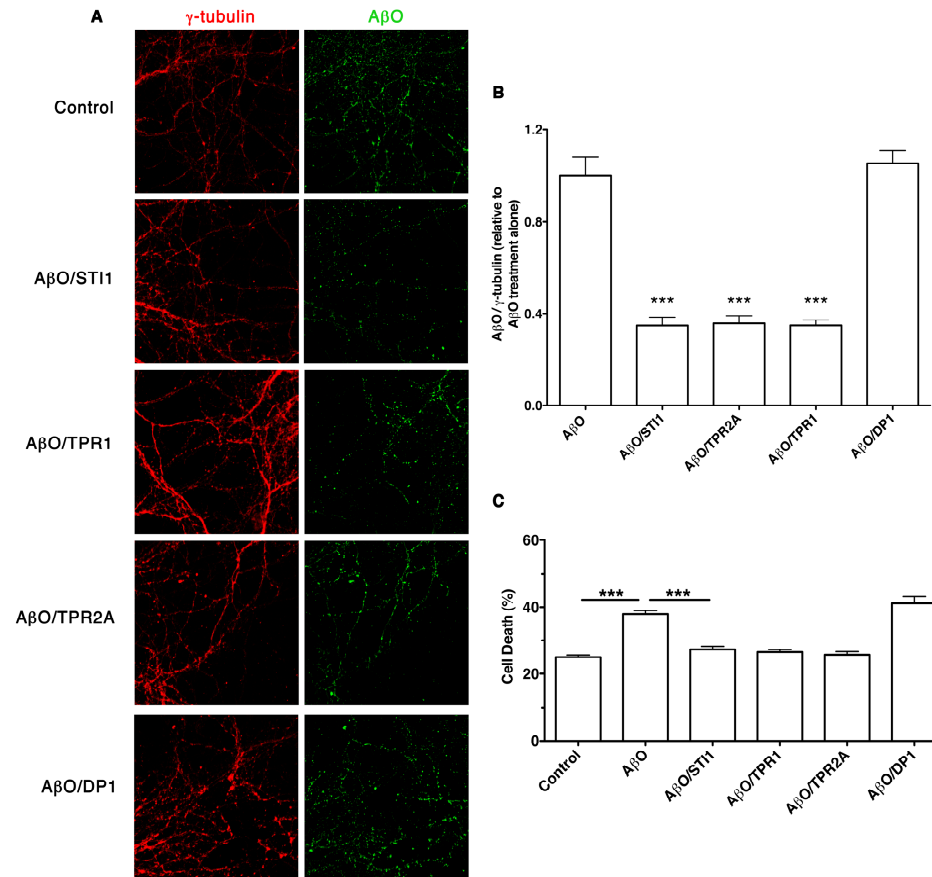 A
γ-tubulin
AβO
Control
AβO/STI1
AβO/TPR1
AβO/TPR2A
AβO/DP1
B
AβO/γ-tubulin (relative to
AβO treatment alone)
1.2
0.8
0.4
0.0
***
***
***
AβO
AβO/STI1
AβO/TPR2A
AβO/TPR1
AβO/DP1
C
Cell Death (%)
60
40
20
0
***
***
Control
AβO
AβO/STI1
AβO/TPR1
AβO/TPR2A
AβO/DP1